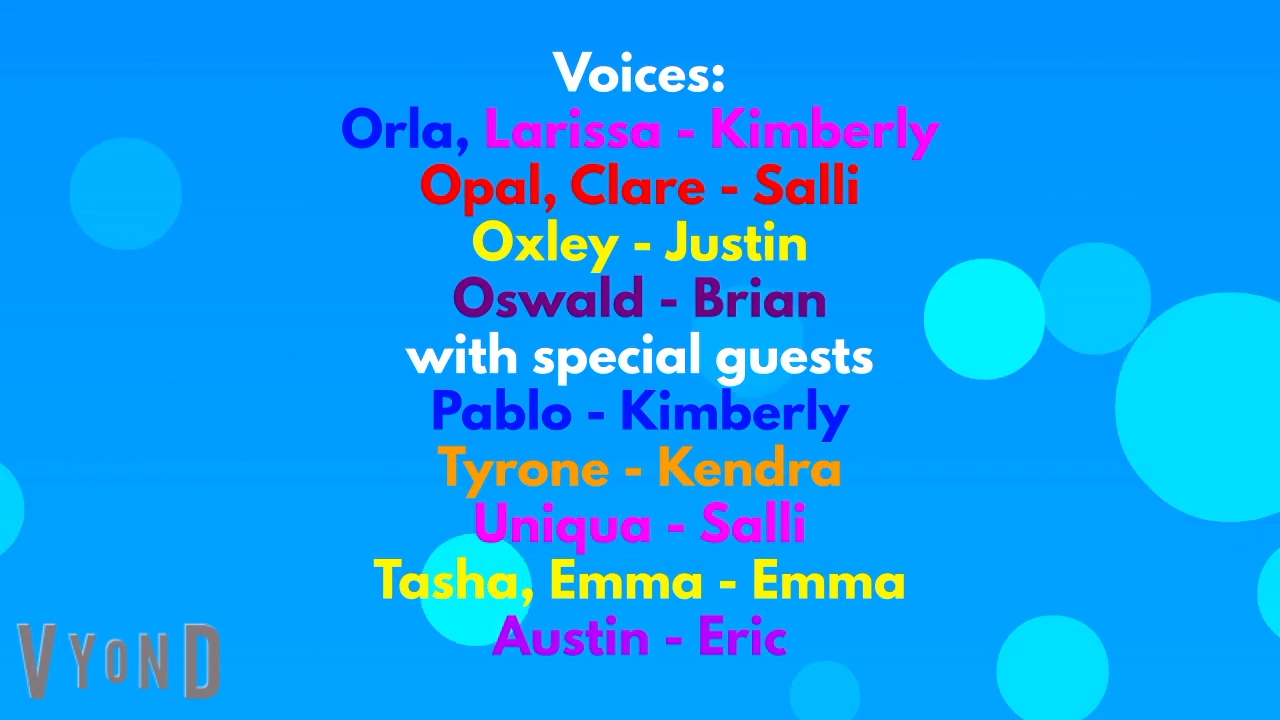 Voices:
Orla, Larissa - Kimberly
Opal, Clare - Salli
Oxley - Justin
Oswald - Brian
with special guests
Pablo - Kimberly
Tyrone - Kendra
Uniqua - Salli
Tasha, Emma - Emma
Austin - Eric
VYOND